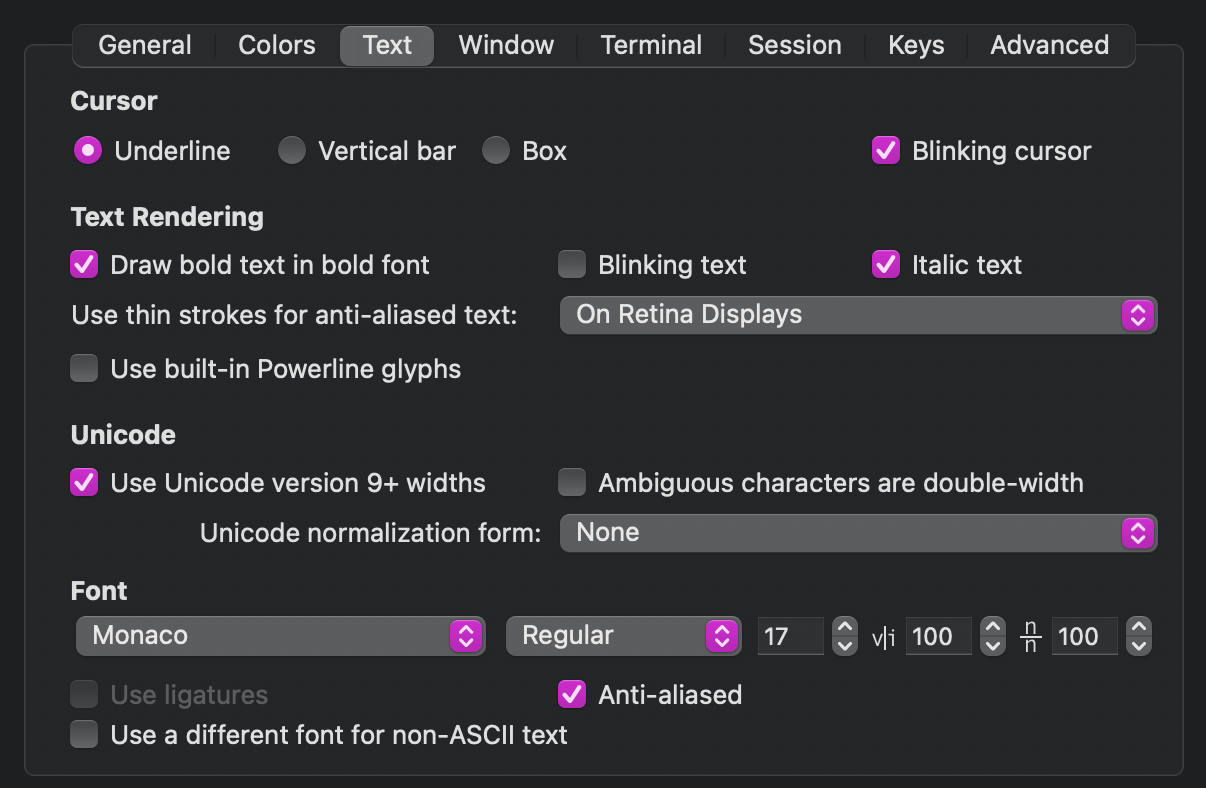 General Colors Text Window Terminal Session Keys Advanced
Cursor
Underline Vertical bar Box Blinking cursor
Text Rendering
Draw bold text in bold font Blinking text Italic text
Use thin strokes for anti-aliased text: On Retina Displays
Use built-in Powerline glyphs
Unicode
Use Unicode version 9+ widths Ambiguous characters are double-width
Unicode normalization form: None
Font
Monaco Regular 17 v|i 100 n/n 100
Use ligatures Anti-aliased
Use a different font for non-ASCII text